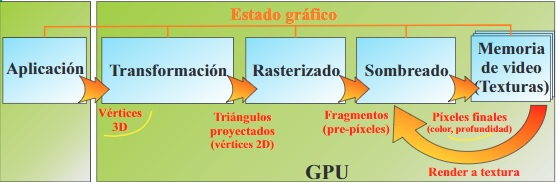 Estado gráfico
Aplicación
Transformación
Rasterizado
Sombreado
Memoria
de video
(Texturas)
Vértices
3D
Triángulos
proyectados
(vértices 2D)
Fragmentos
(pre-píxeles)
Píxeles finales
(color, profundidad)
Render a textura
GPU